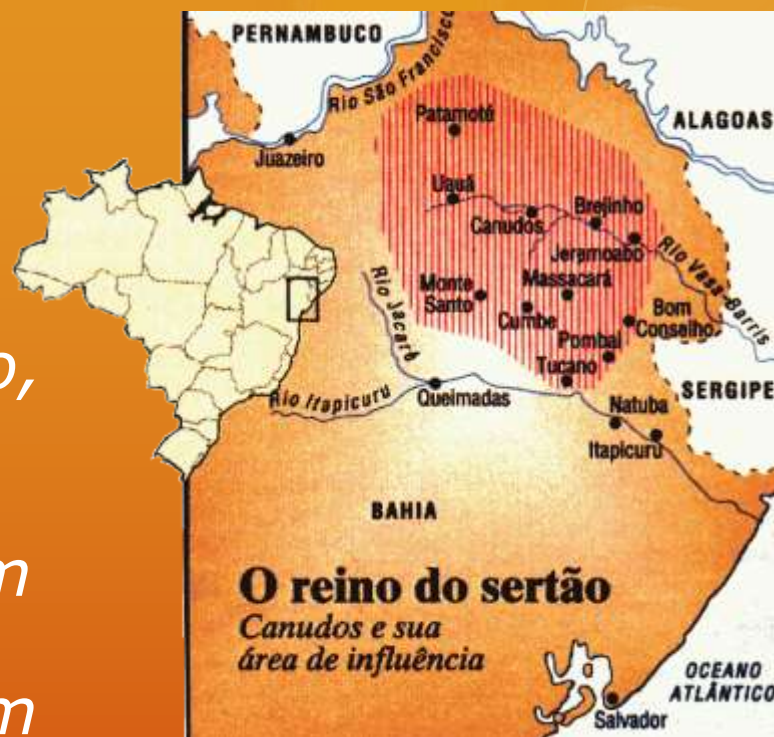 PERNAMBUCO
Rio São Francisco
Patamoté
ALAGOAS
Juazeiro
Uauá
Brejinho
Canudos
Jeremoabo
Rio Vasa-Barris
Rio Jacaré
Monte
Santo
Massacará
Cumbe
Bom
Conselho
Pombal
Tucano
o,
SERGIPE
Rio Itapicuru
Queimadas
Natuba
Itapicuru
BAHIA
m
O reino do sertão
Canudos e sua
área de influência
OCEANO
ATLÂNTICO
m
Salvador